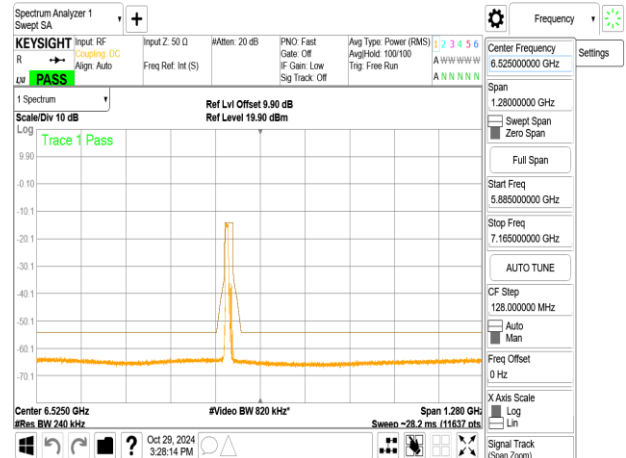 Spectrum Analyzer 1
Swept SA
Frequency
KEYSIGHT
R
LXI
PASS
Input: RF
Coupling: DC
Align: Auto
Input Z: 50 Ω
Freq Ref: Int (S)
#Atten: 20 dB
PNO: Fast
Gate: Off
IF Gain: Low
Sig Track: Off
Avg Type: Power (RMS)
Avg|Hold: 100/100
Trig: Free Run
1 2 3 4 5 6
A W W W W W
A N N N N N
Center Frequency
6.525000000 GHz
Settings
Span
1.28000000 GHz
Swept Span
Zero Span
Full Span
Start Freq
5.885000000 GHz
Stop Freq
7.165000000 GHz
AUTO TUNE
CF Step
128.000000 MHz
Auto
Man
Freq Offset
0 Hz
X Axis Scale
Log
Lin
Signal Track
(Span Zoom)
1 Spectrum
Scale/Div 10 dB
Ref Lvl Offset 9.90 dB
Ref Level 19.90 dBm
Log
Trace 1 Pass
9.90
-0.10
-10.1
-20.1
-30.1
-40.1
-50.1
-60.1
-70.1
Center 6.5250 GHz
#Video BW 820 kHz*
Span 1.280 GHz
#Res BW 240 kHz
Sweep ~28.2 ms (11637 pts)
Oct 29, 2024
3:28:14 PM